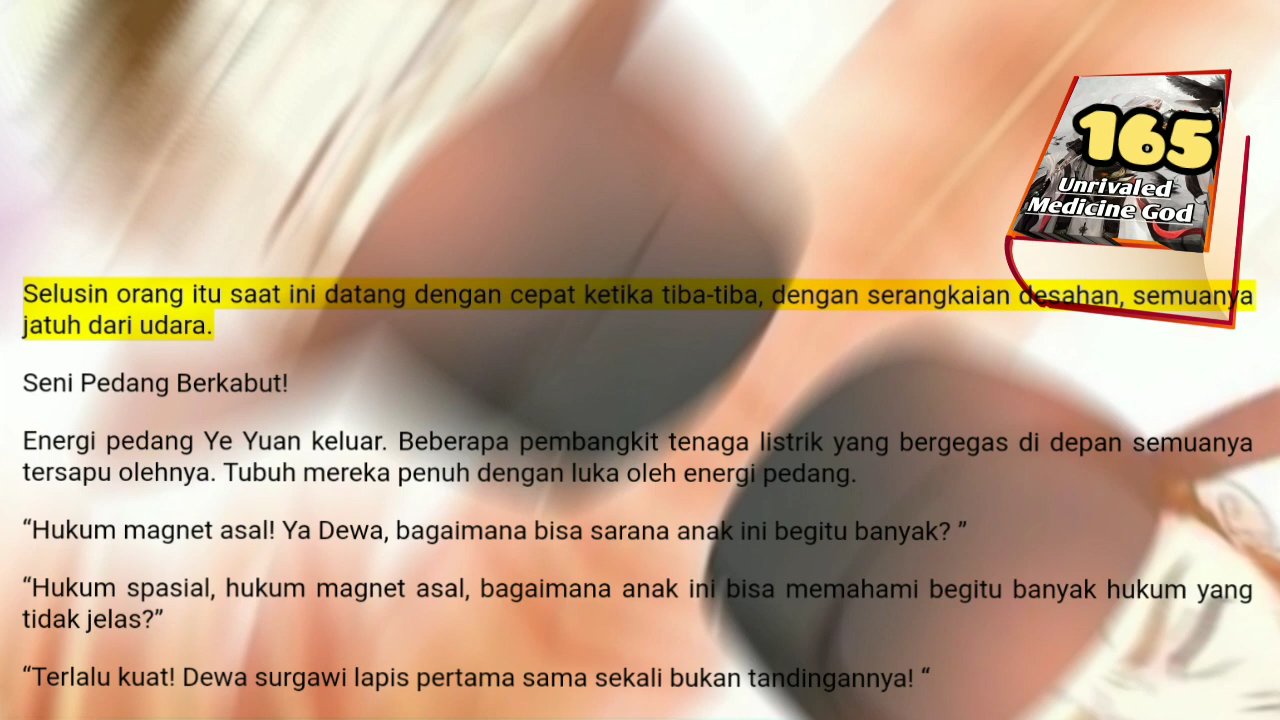 165
Unrivaled
Medicine God
Selusin orang itu saat ini datang dengan cepat ketika tiba-tiba, dengan serangkaian desahan, semuanya
jatuh dari udara.
Seni Pedang Berkabut!
Energi pedang Ye Yuan keluar. Beberapa pembangkit tenaga listrik yang bergegas di depan semuanya
tersapu olehnya. Tubuh mereka penuh dengan luka oleh energi pedang.
“Hukum magnet asal! Ya Dewa, bagaimana bisa sarana anak ini begitu banyak? ”
“Hukum spasial, hukum magnet asal, bagaimana anak ini bisa memahami begitu banyak hukum yang
tidak jelas?”
“Terlalu kuat! Dewa surgawi lapis pertama sama sekali bukan tandingannya! “